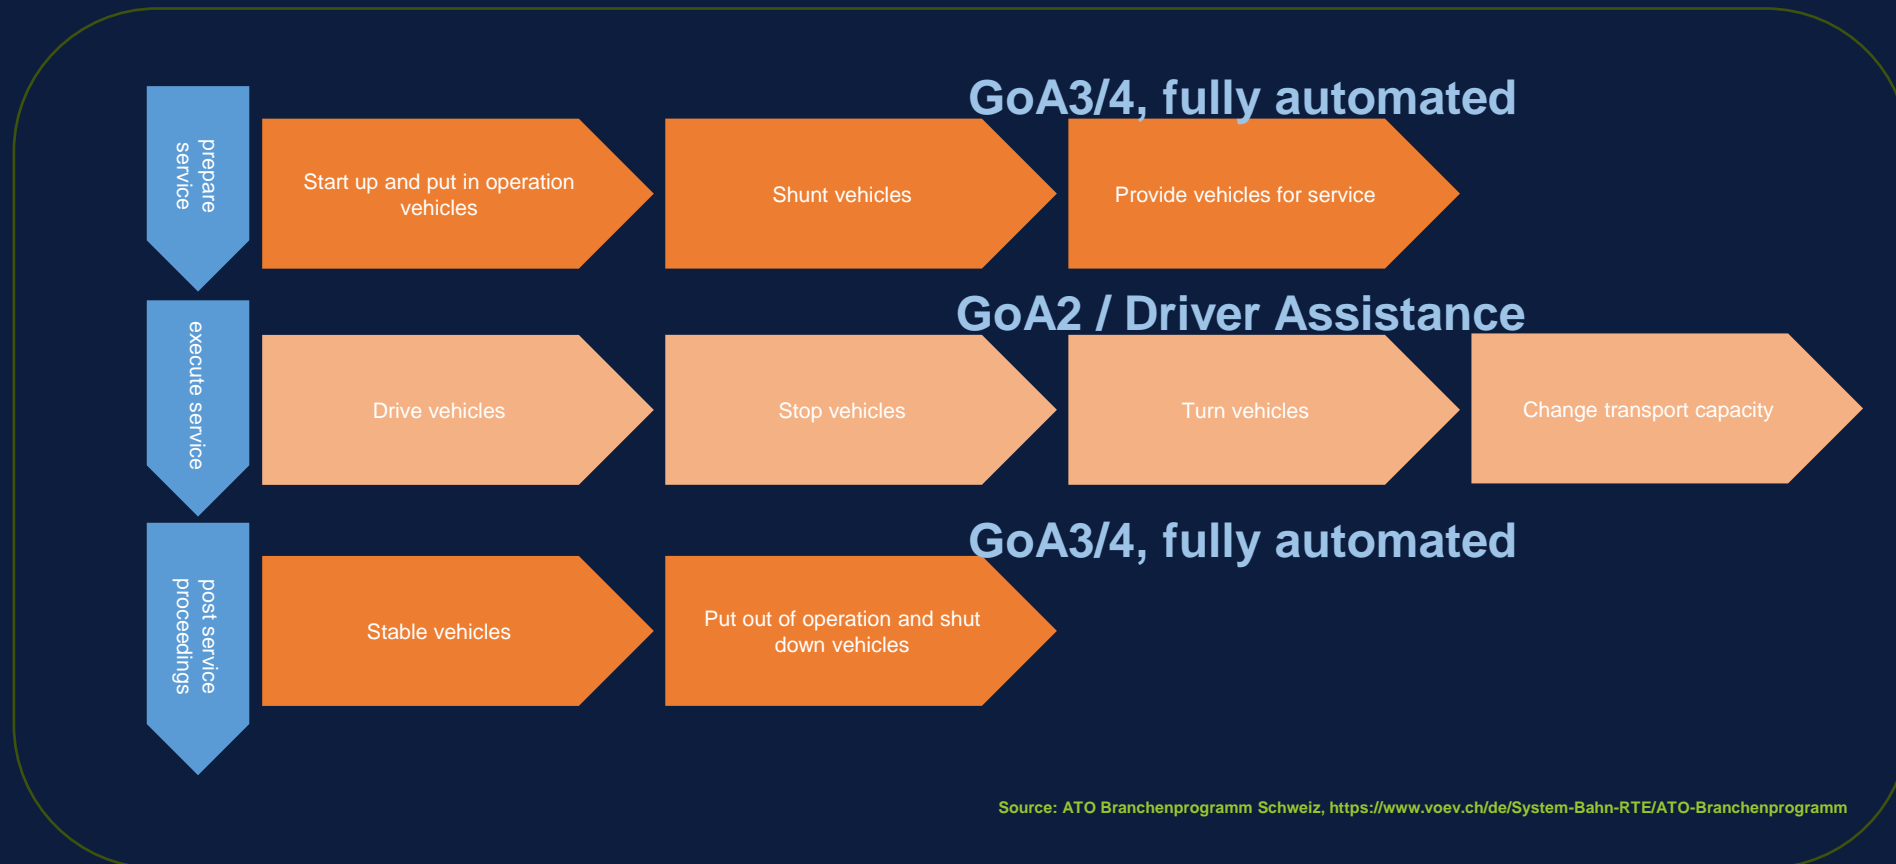 GoA3/4, fully automated
prepare
service
Start up and put in operation
vehicles
Shunt vehicles
Provide vehicles for service
GoA2 / Driver Assistance
execute service
Drive vehicles
Stop vehicles
Turn vehicles
Change transport capacity
GoA3/4, fully automated
post service
proceedings
Stable vehicles
Put out of operation and shut
down vehicles
Source: ATO Branchenprogramm Schweiz, https://www.voev.ch/de/System-Bahn-RTE/ATO-Branchenprogramm